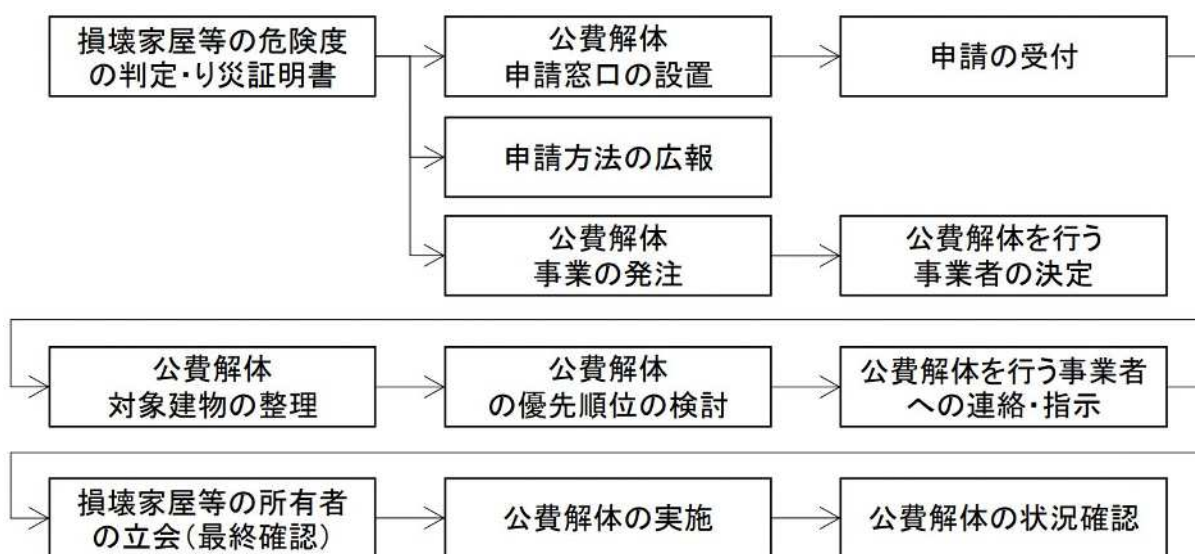 損壊家屋等の危険度
の判定・り災証明書
公費解体
申請窓口の設置
申請の受付
申請方法の広報
公費解体
事業の発注
公費解体を行う
事業者の決定
公費解体
対象建物の整理
公費解体
の優先順位の検討
公費解体を行う事業者
への連絡・指示
損壊家屋等の所有者
の立会(最終確認)
公費解体の実施
公費解体の状況確認